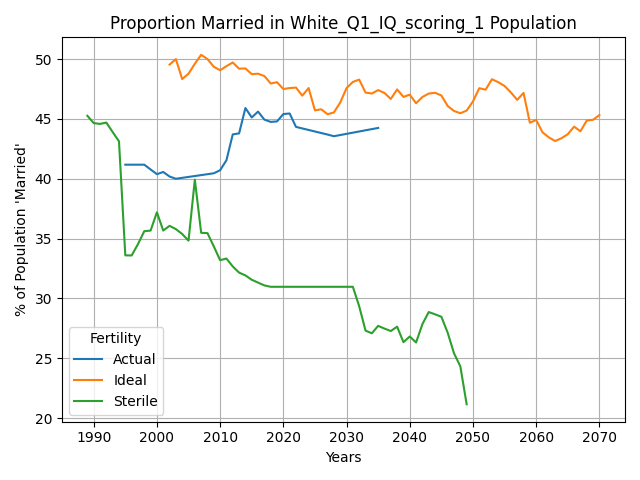 Proportion Married in White_Q1_IQ_scoring_1 Population
% of Population 'Married'
50
45
40
35
30
25
20
Fertility
Actual
Ideal
Sterile
1990 2000 2010 2020 2030 2040 2050 2060 2070
Years